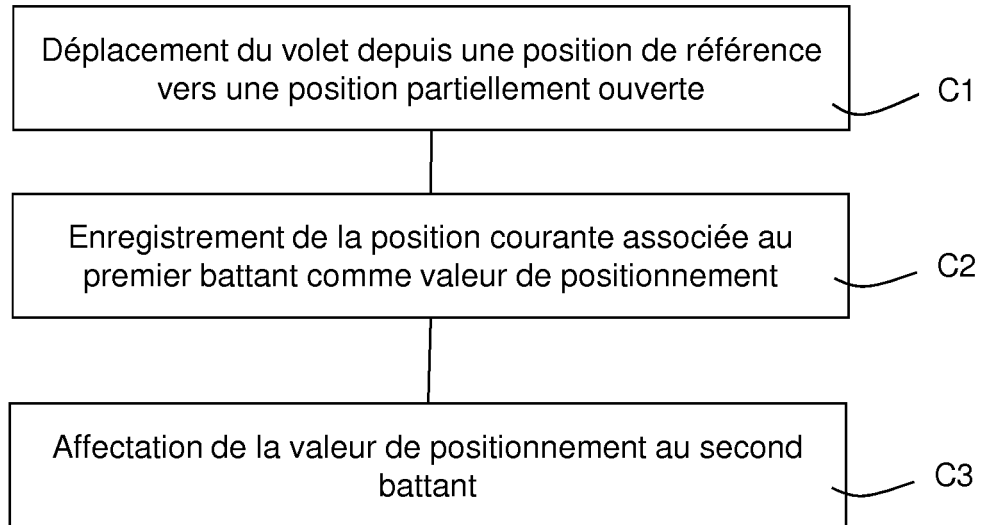 Déplacement du volet depuis une position de référence
vers une position partiellement ouverte
C1
Enregistrement de la position courante associée au
premier battant comme valeur de positionnement
C2
Affectation de la valeur de positionnement au second
battant
C3